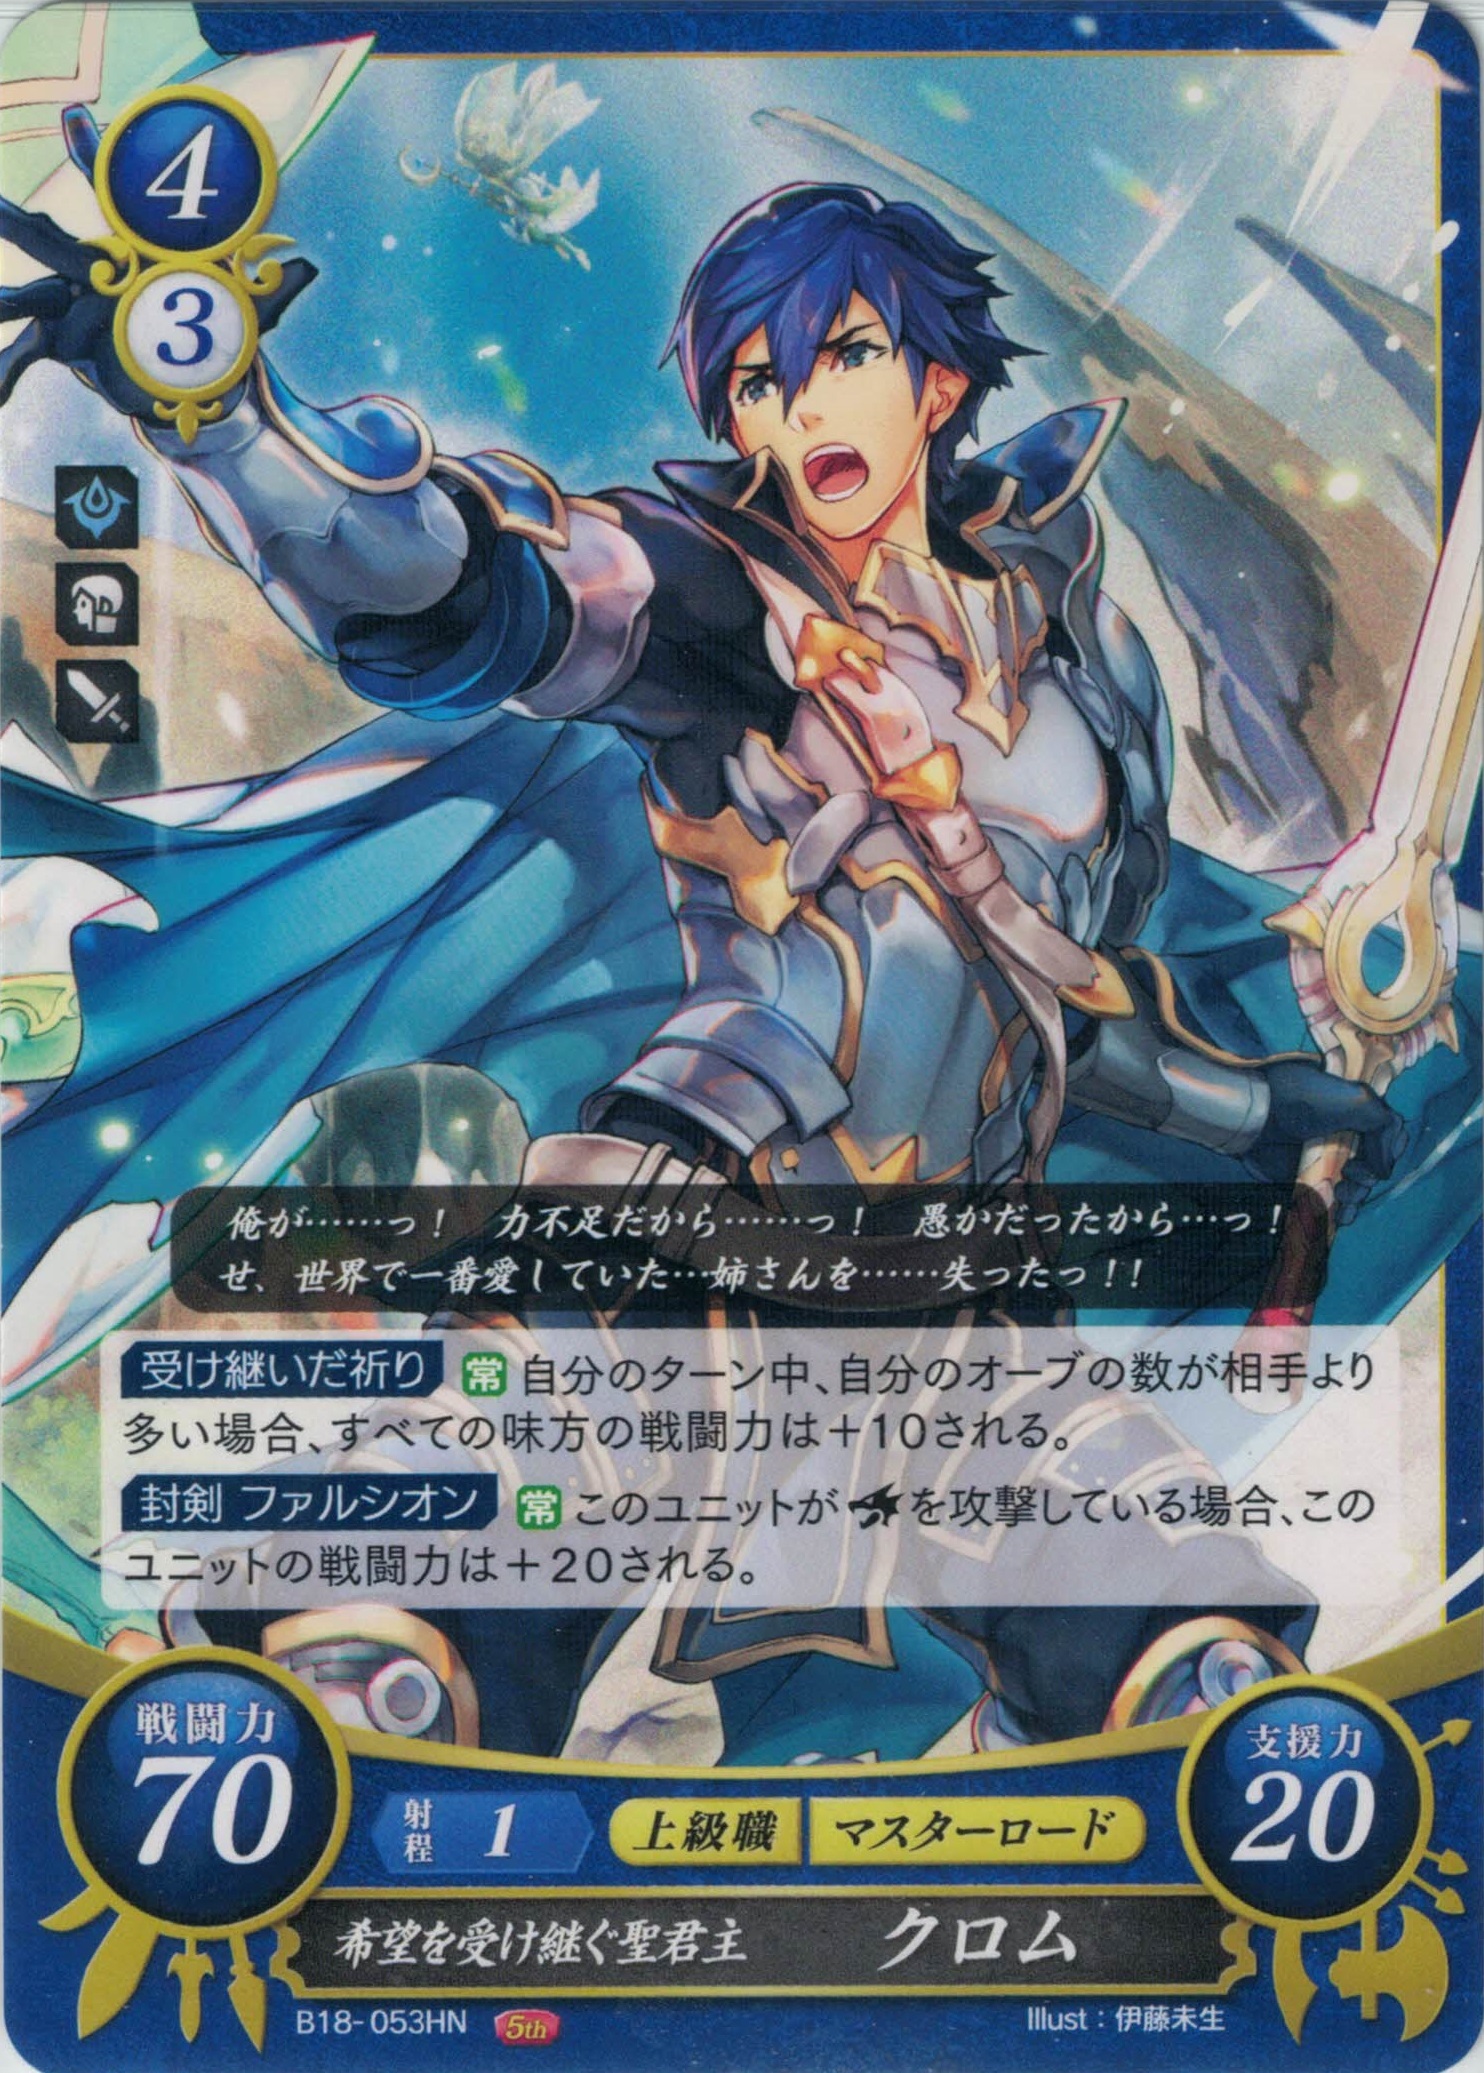 4
3
俺が……っ！　力不足だから……っ！　愚かだったから…っ！
せ、世界で一番愛していた…姉さんを……失ったっ！！
受け継いだ祈り 常 自分のターン中、自分のオーブの数が相手より
多い場合、すべての味方の戦闘力は＋10される。
封剣 ファルシオン 常 このユニットが を攻撃している場合、この
ユニットの戦闘力は＋20される。
戦闘力
70
射程 1
上級職 マスターロード
支援力
20
希望を受け継ぐ聖君主　クロム
B18-053HN 5th
Illust：伊藤未生